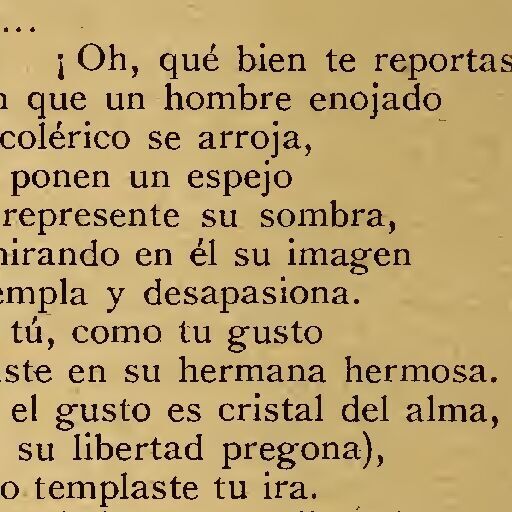 ...
¡Oh, qué bien te reportas
que un hombre enojado
colérico se arroja,
ponen un espejo
represente su sombra,
mirando en él su imagen
templa y desapasiona.
tú, como tu gusto
iste en su hermana hermosa.
el gusto es cristal del alma,
su libertad pregona),
o templaste tu ira.